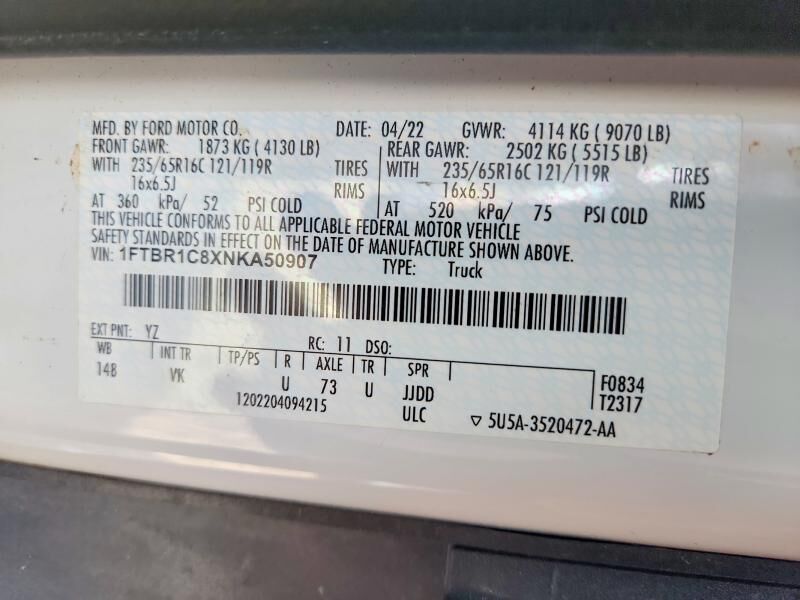 MFD. BY FORD MOTOR CO. DATE: 04/22 GVWR: 4114 KG ( 9070 LB)
FRONT GAWR: 1873 KG ( 4130 LB) REAR GAWR: 2502 KG ( 5515 LB)
WITH 235/65R16C 121/119R TIRES WITH 235/65R16C 121/119R TIRES
16x6.5J RIMS 16x6.5J RIMS
AT 360 kPa/ 52 PSI COLD AT 520 kPa/ 75 PSI COLD
THIS VEHICLE CONFORMS TO ALL APPLICABLE FEDERAL MOTOR VEHICLE
SAFETY STANDARDS IN EFFECT ON THE DATE OF MANUFACTURE SHOWN ABOVE.
VIN: 1FTBR1C8XNKA50907 TYPE: Truck
EXT PNT: YZ RC: 11 DSO:
WB INT TR TP/PS R AXLE TR SPR
148 VK U 73 U JJDD F0834
1202204094215 ULC T2317
▽ 5U5A-3520472-AA